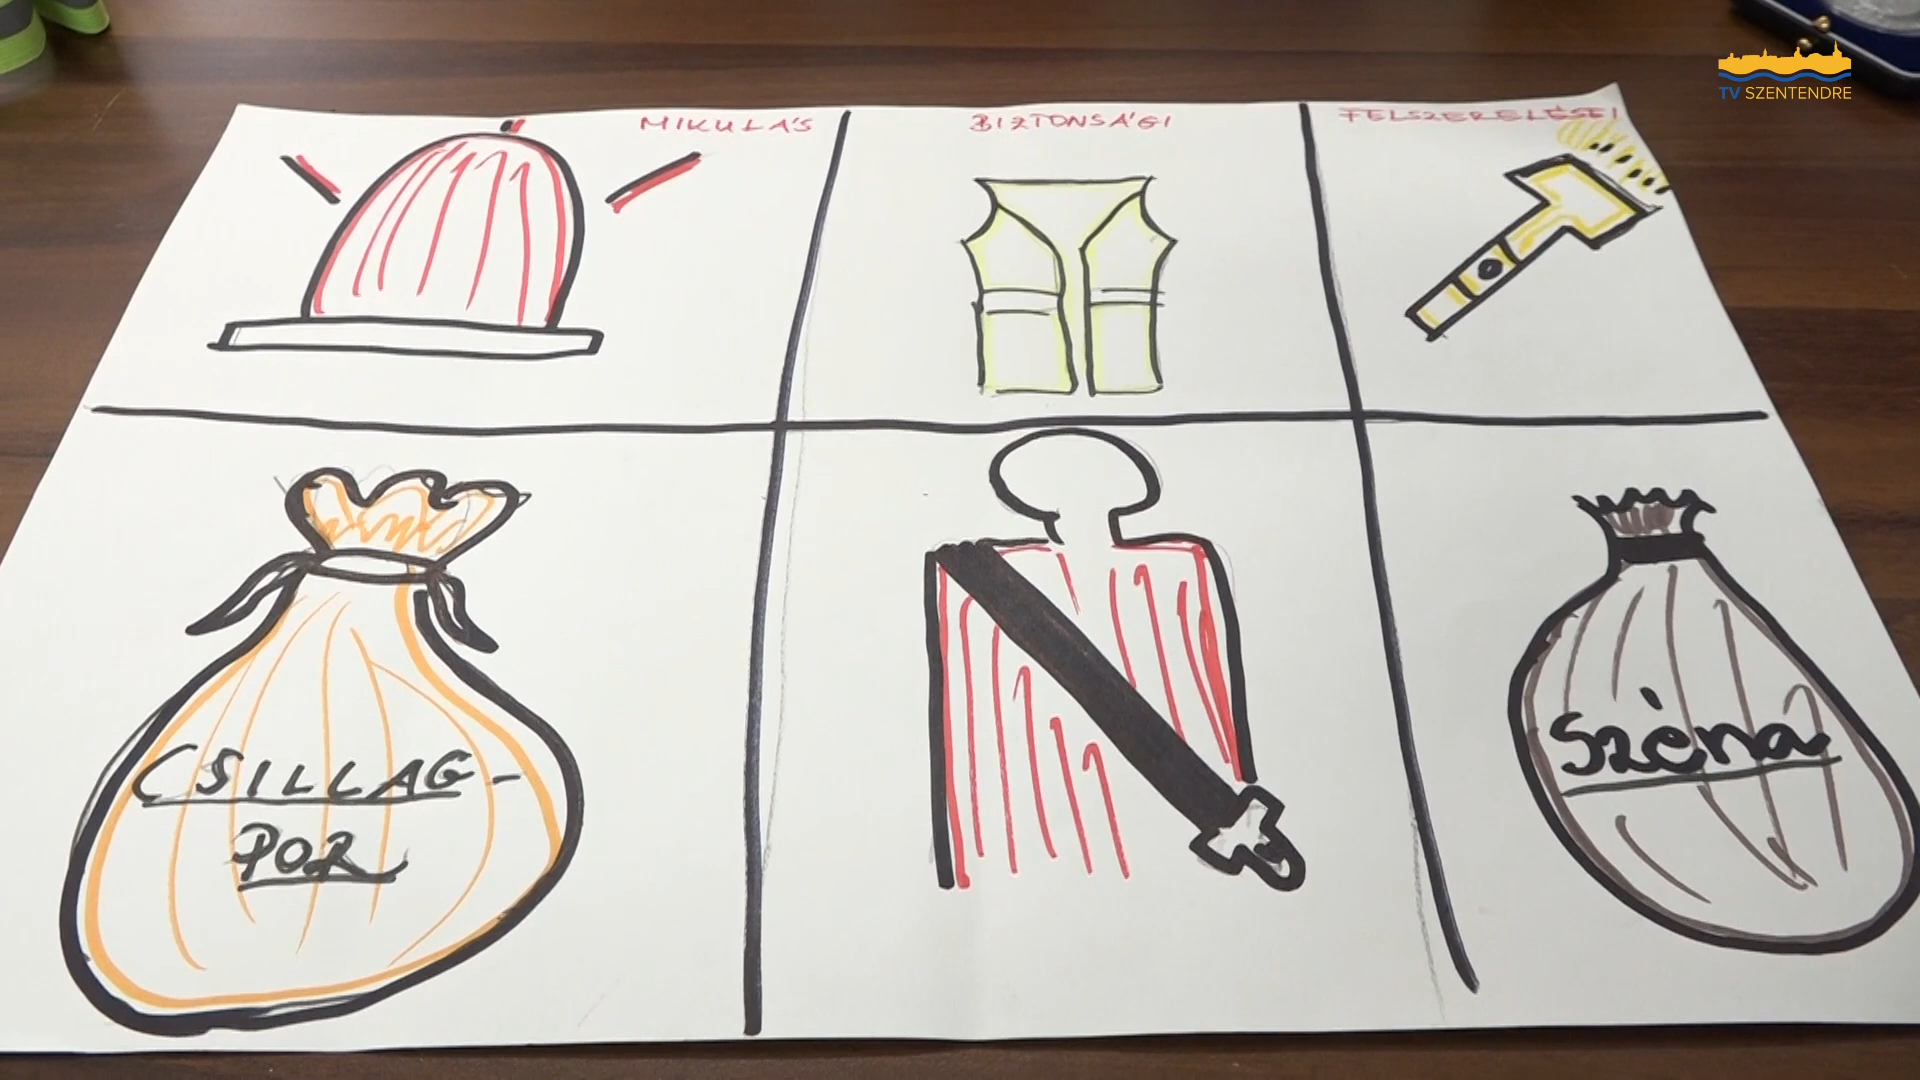 MIKULÁS BIZTONSÁGI FELSZERELÉSEI
TV SZENTENDRE
CSILLAG-
POR
Széna